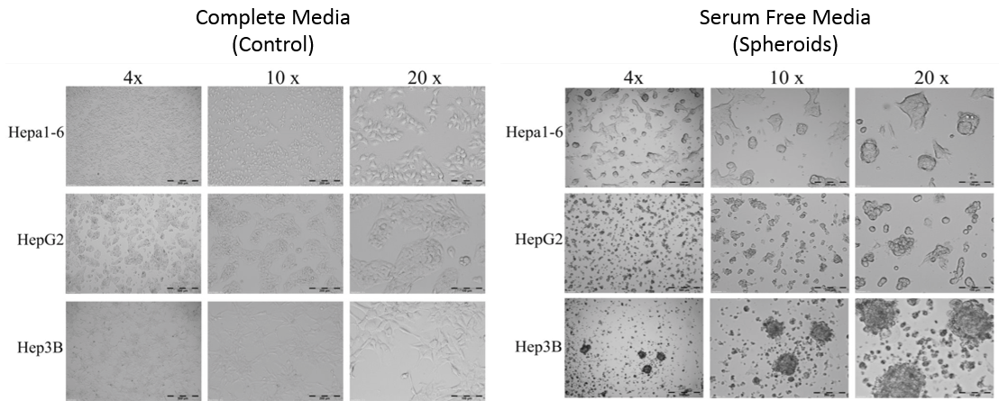 Complete Media
(Control)
4x 10 x 20 x
Hepa1-6
HepG2
Hep3B
Serum Free Media
(Spheroids)
4x 10 x 20 x
Hepa1-6
HepG2
Hep3B